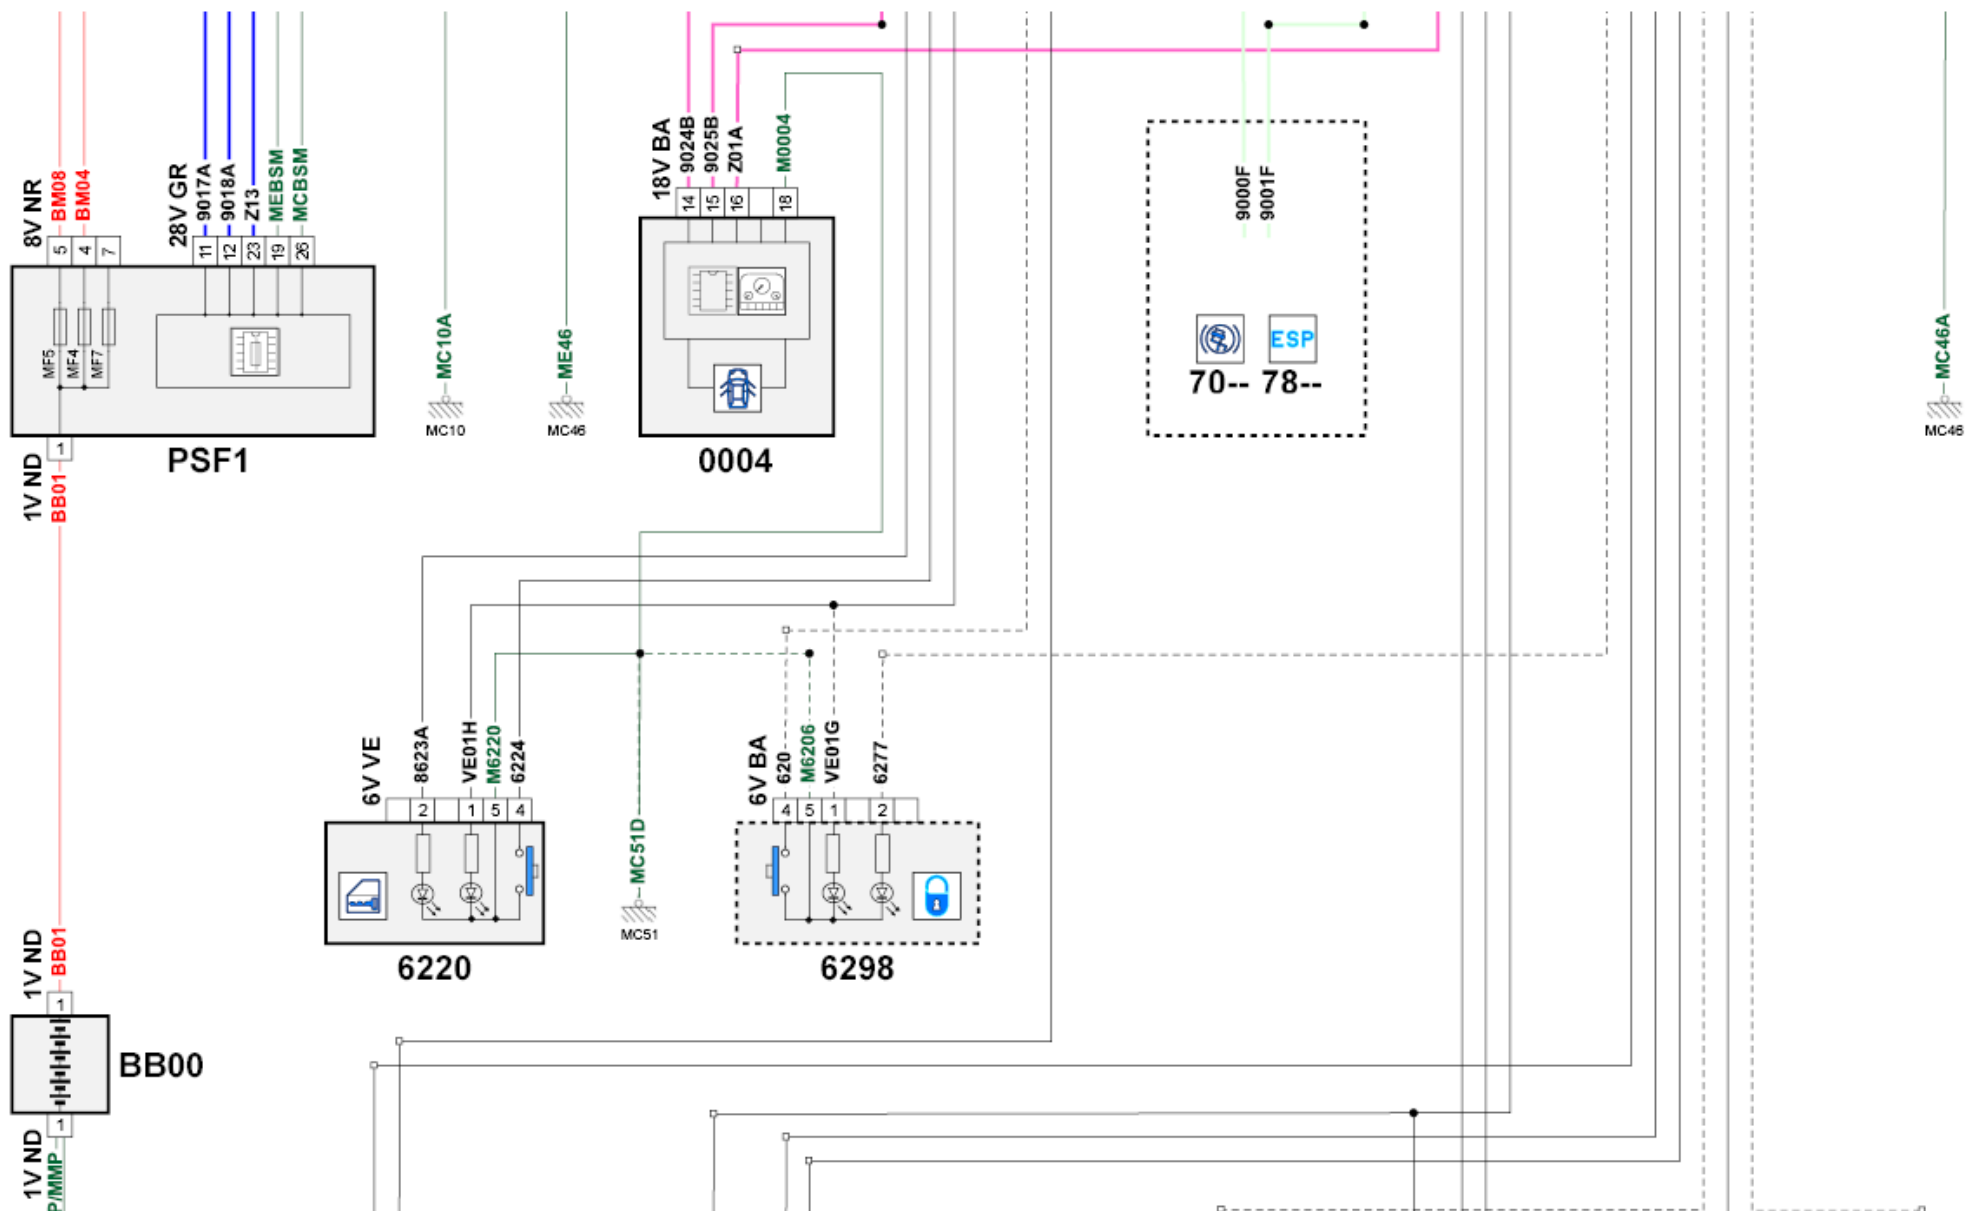 8V NR
BM08
BM04
5
4
7
MF5
MF4
MF7
28V GR
9017A
9018A
Z13
MEBSM
MCBSM
11
12
23
19
26
PSF1
1
1V ND
BB01
MC10A
MC10
ME46
MC46
18V BA
9024B
9025B
Z01A
M0004
14
15
16
18
0004
9000F
9001F
ESP
70-- 78--
MC46A
MC46
6V VE
8623A
VE01H
M6220
6224
2
1
5
4
6220
MC51D
MC51
6V BA
620
M6206
VE01G
6277
4
5
1
2
6298
1V ND
BB01
1
BB00
1
1V ND
P/MMP